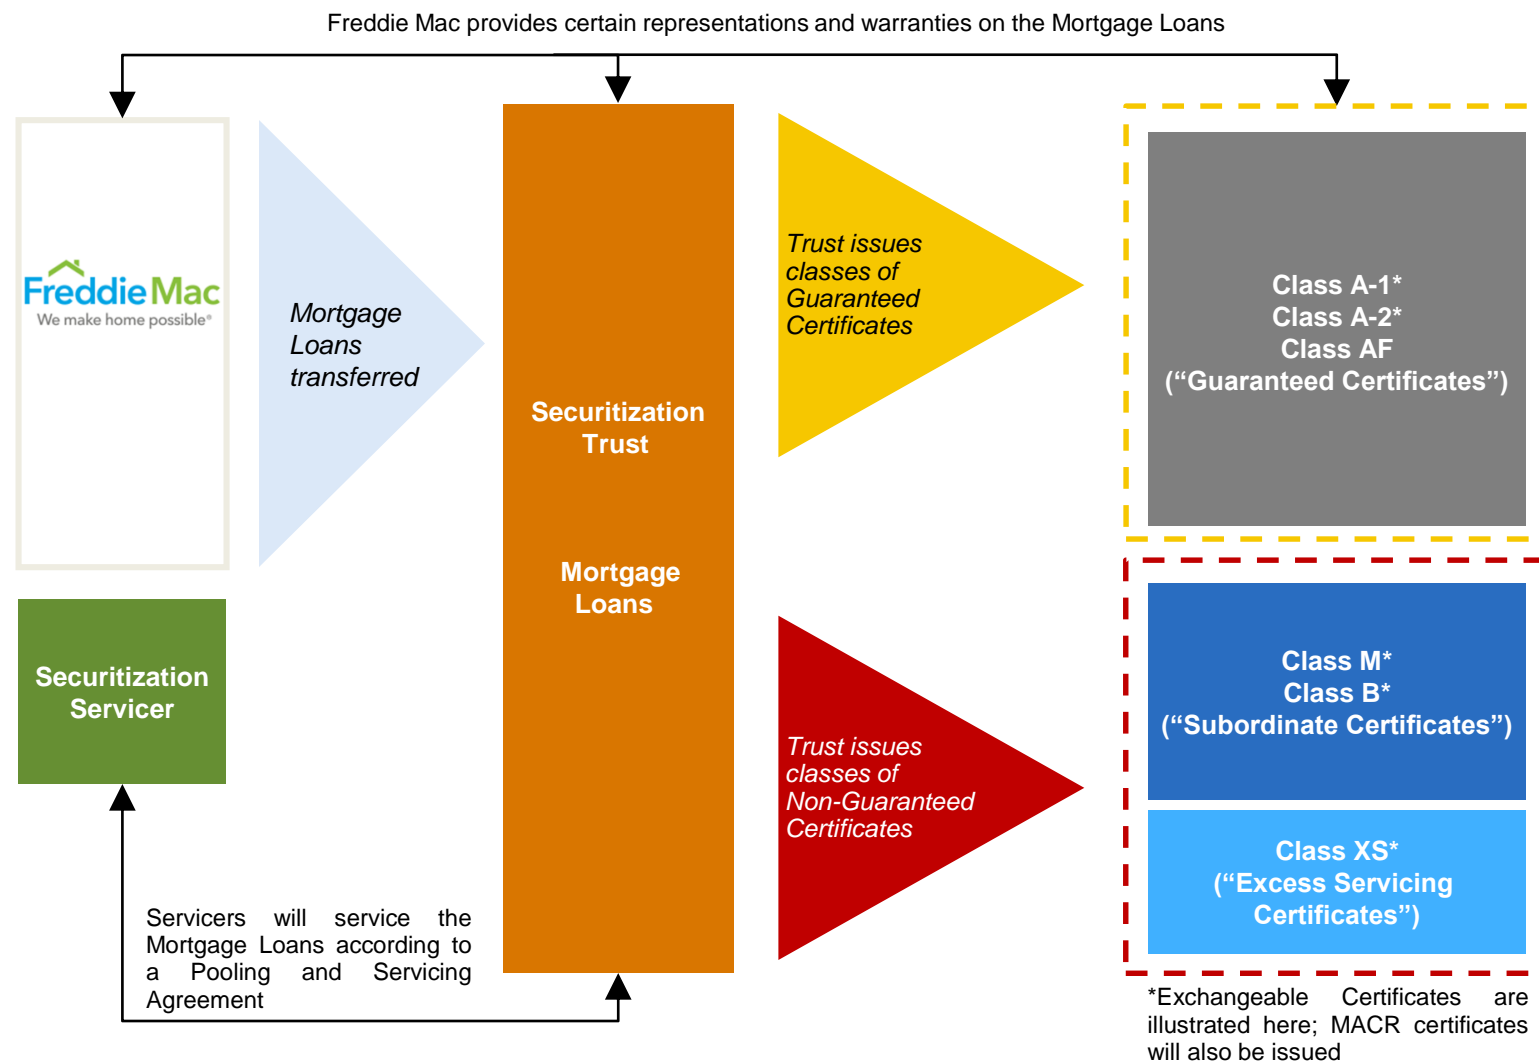 Freddie Mac provides certain representations and warranties on the Mortgage Loans
FreddieMac
We make home possible®
Mortgage
Loans
transferred
Securitization
Trust
Mortgage
Loans
Trust issues
classes of
Guaranteed
Certificates
Class A-1*
Class A-2*
Class AF
(“Guaranteed Certificates”)
Securitization
Servicer
Trust issues
classes of
Non-Guaranteed
Certificates
Class M*
Class B*
(“Subordinate Certificates”)
Class XS*
(“Excess Servicing
Certificates”)
Servicers will service the
Mortgage Loans according to
a Pooling and Servicing
Agreement
*Exchangeable Certificates are
illustrated here; MACR certificates
will also be issued